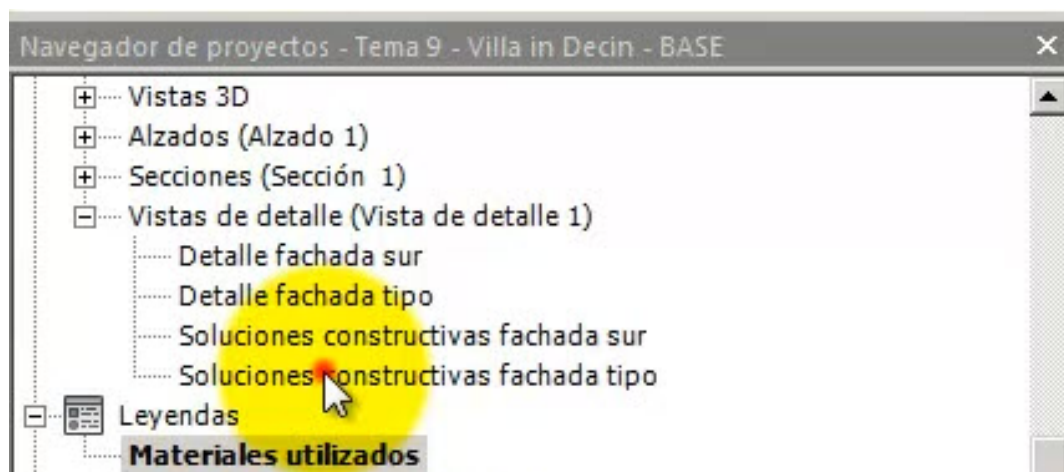 Navegador de proyectos - Tema 9 - Villa in Decin - BASE
Vistas 3D
Alzados (Alzado 1)
Secciones (Sección 1)
Vistas de detalle (Vista de detalle 1)
Detalle fachada sur
Detalle fachada tipo
Soluciones constructivas fachada sur
Soluciones constructivas fachada tipo
Leyendas
Materiales utilizados